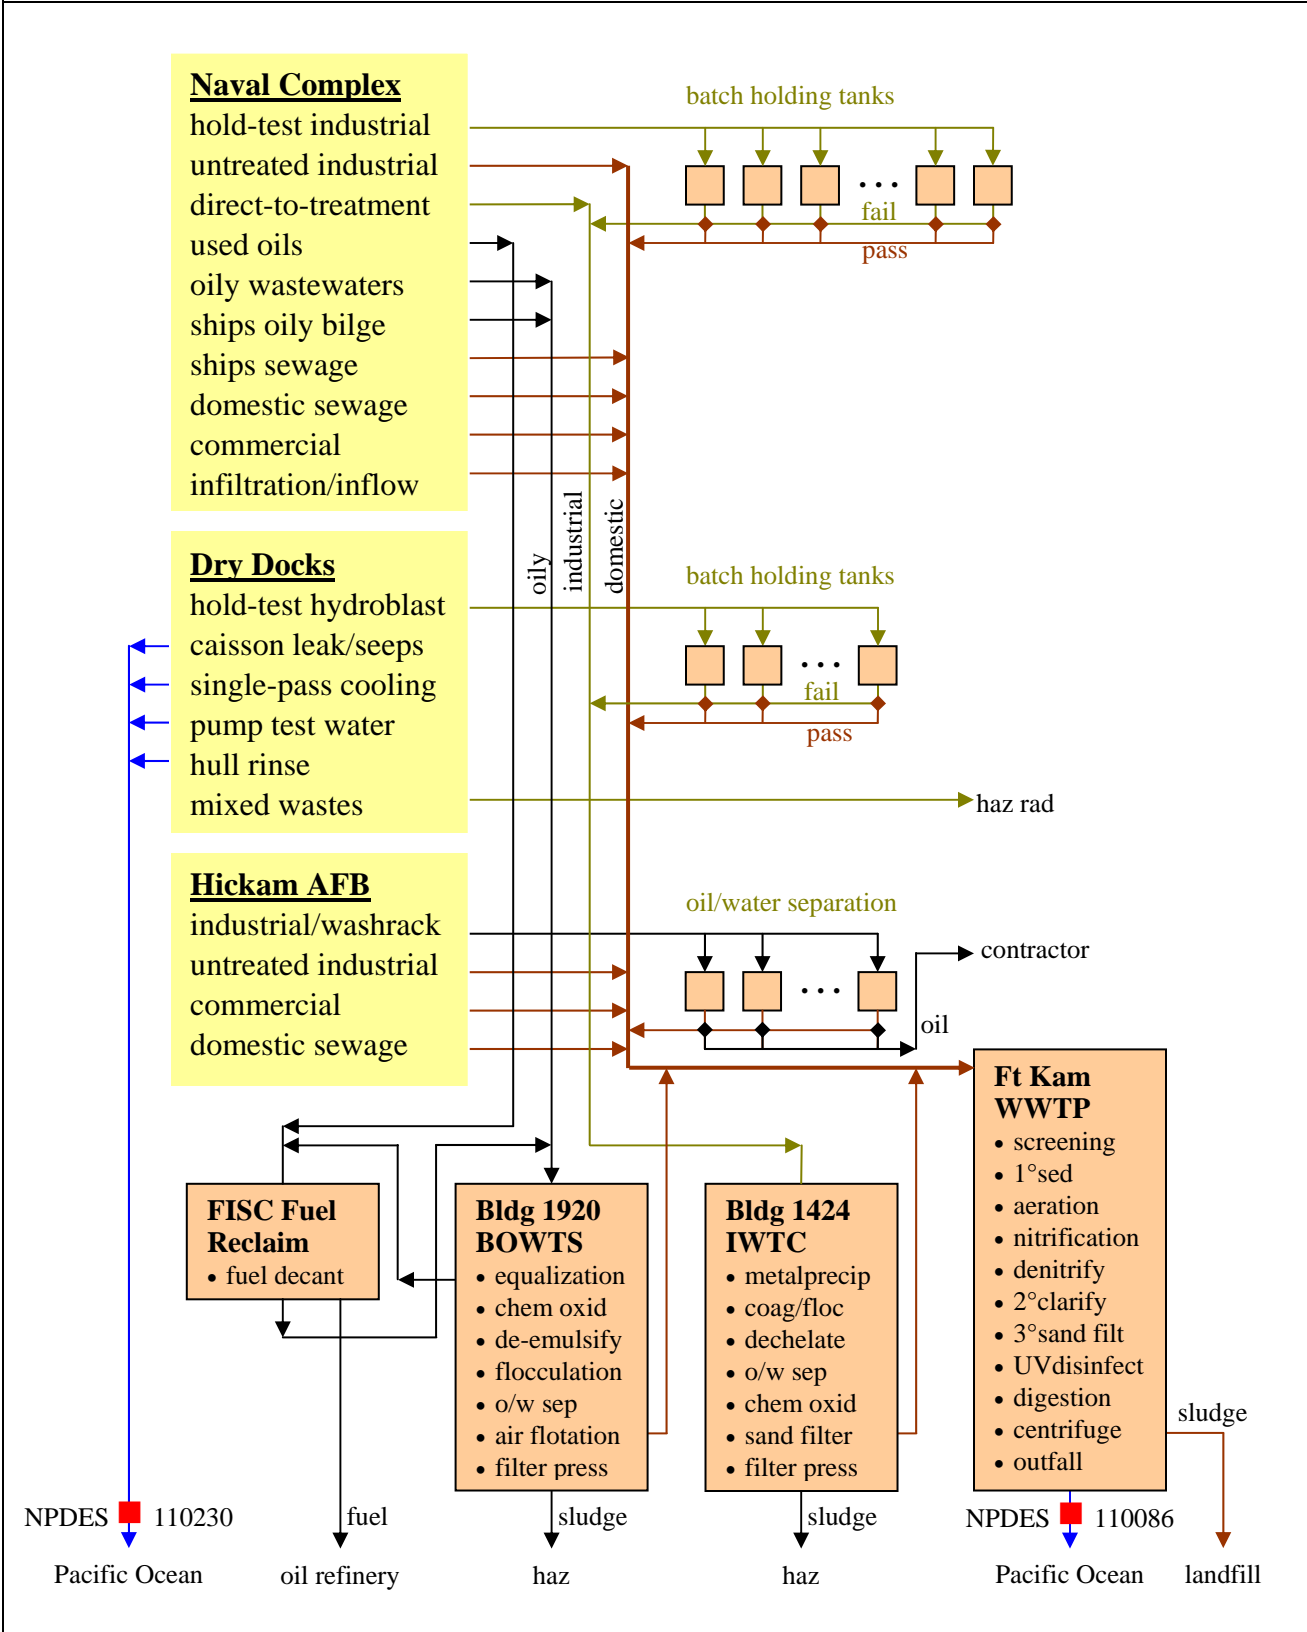 Naval Complex
hold-test industrial
untreated industrial
direct-to-treatment
used oils
oily wastewaters
ships oily bilge
ships sewage
domestic sewage
commercial
infiltration/inflow
batch holding tanks
...
fail
pass
oily
industrial
domestic
Dry Docks
hold-test hydroblast
caisson leak/seeps
single-pass cooling
pump test water
hull rinse
mixed wastes
batch holding tanks
...
fail
pass
haz rad
Hickam AFB
industrial/washrack
untreated industrial
commercial
domestic sewage
oil/water separation
...
contractor
oil
FISC Fuel
Reclaim
• fuel decant
Bldg 1920
BOWTS
• equalization
• chem oxid
• de-emulsify
• flocculation
• o/w sep
• air flotation
• filter press
Bldg 1424
IWTC
• metalprecip
• coag/floc
• dechelate
• o/w sep
• chem oxid
• sand filter
• filter press
Ft Kam
WWTP
• screening
• 1°sed
• aeration
• nitrification
• denitrify
• 2°clarify
• 3°sand filt
• UVdisinfect
• digestion
• centrifuge
• outfall
sludge
NPDES 110230
fuel
sludge
sludge
NPDES 110086
Pacific Ocean
oil refinery
haz
haz
Pacific Ocean
landfill